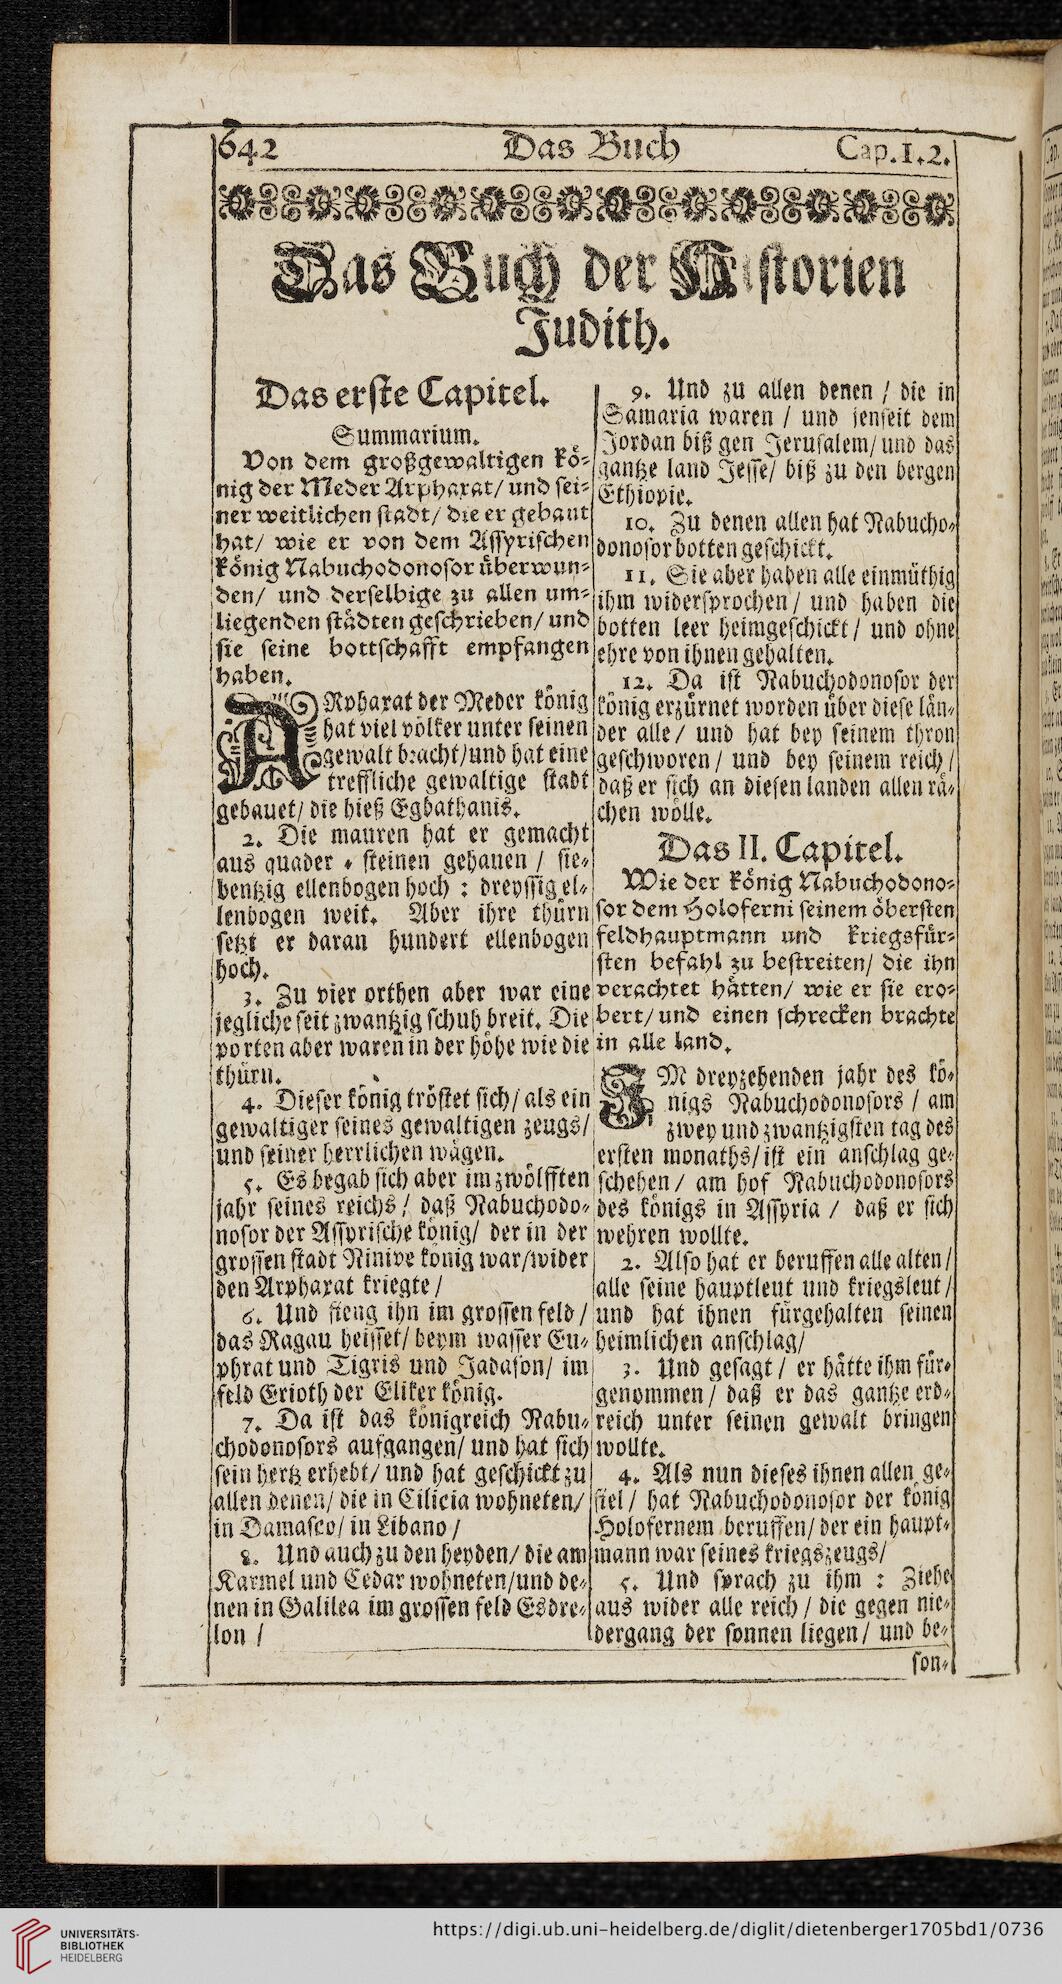 642 Das Buch Cap. 1. 2.
Das Buch der Historien
Judith.
Das erste Capitel.
Summarium.
Von dem großgewaltigen kö-
nig der Meder Arpharat / und sei-
ner weitlichen stadt / die er gebaut
hat / wie er von dem Assyrischen
könig Nabuchodonosor überwun-
den / und derselbige zu allen um-
liegenden städten geschrieben / und
sie seine bottschafft empfangen
haben.
ARpharat der Meder könig
hat viel völker unter seinen
gewalt bracht / und hat eine
treffliche gewaltige stadt
gebauet / die hieß Egbathanis.
2. Die mauren hat er gemacht
aus quader - steinen gehauen / sie-
bentzig ellenbogen hoch : dreyssig el-
lenbogen weit. Aber ihre thürn
setzt er daran hundert ellenbogen
hoch.
3. Zu vier orthen aber war eine
jegliche seit zwantzig schuh breit. Die
porten aber waren in der höhe wie die
thürn.
4. Dieser könig tröstet sich / als ein
gewaltiger seines gewaltigen zeugs /
und seiner herrlichen wägen.
5. Es begab sich aber im zwölfften
jahr seines reichs / daß Nabuchodo-
nosor der Assyrische könig / der in der
grossen stadt Ninive könig war / wider
den Arphaxat kriegte /
6. Und fieng ihn im grossen feld /
das Ragau heisset / beym wasser Eu-
phrat und Tigris und Jadason / im
feld Erioth der Eliker könig.
7. Da ist das königreich Nabu-
chodonosors aufgangen / und hat sich
sein hertz erhebt / und hat geschickt zu
allen denen / die in Cilicia wohneten /
in Damasco / in Libano /
8. Und auch zu den heyden / die am
Karmel und Cedar wohneten / und de-
nen in Galilea im grossen feld Esdre-
lon /
9. Und zu allen denen / die in
Samaria waren / und jenseit dem
Jordan biß gen Jerusalem / und das
gantze land Jesse / biß zu den bergen
Ethiopie.
10. Zu denen allen hat Nabucho-
donosor botten geschickt.
11. Sie aber haben alle einmüthig
ihm widersprochen / und haben die
botten leer heimgeschickt / und ohne
ehre von ihnen gehalten.
12. Da ist Nabuchodonosor der
könig erzürnet worden über diese län-
der alle / und hat bey seinem thron
geschworen / und bey seinem reich /
daß er sich an diesen landen allen rä-
chen wölle.
Das II. Capitel.
Wie der könig Nabuchodono-
sor dem Holoferni seinem öbersten
feldhauptmann und kriegsfür-
sten befahl zu bestreiten / die ihn
verachtet hätten / wie er sie ero-
bert / und einen schrecken brachte
in alle land.
IM dreyzehenden jahr des kö-
nigs Nabuchodonosors / am
zwey und zwantzigsten tag des
ersten monaths / ist ein anschlag ge-
schehen / am hof Nabuchodonosors
des königs in Assyria / daß er sich
wehren wollte.
2. Also hat er beruffen alle alten /
alle seine hauptleut und kriegsleut /
und hat ihnen fürgehalten seinen
heimlichen anschlag /
3. Und gesagt / er hätte ihm für-
genommen / daß er das gantze erd-
reich unter seinen gewalt bringen
wollte.
4. Als nun dieses ihnen allen ge-
fiel / hat Nabuchodonosor der könig
Holofernem beruffen / der ein haupt-
mann war seines kriegszeugs /
5. Und sprach zu ihm : Ziehe
aus wider alle reich / die gegen nie-
dergang der sonnen liegen / und be-
son-
UNIVERSITÄTS-
BIBLIOTHEK
HEIDELBERG
https://digi.ub.uni-heidelberg.de/diglit/dietenberger1705bd1/0736